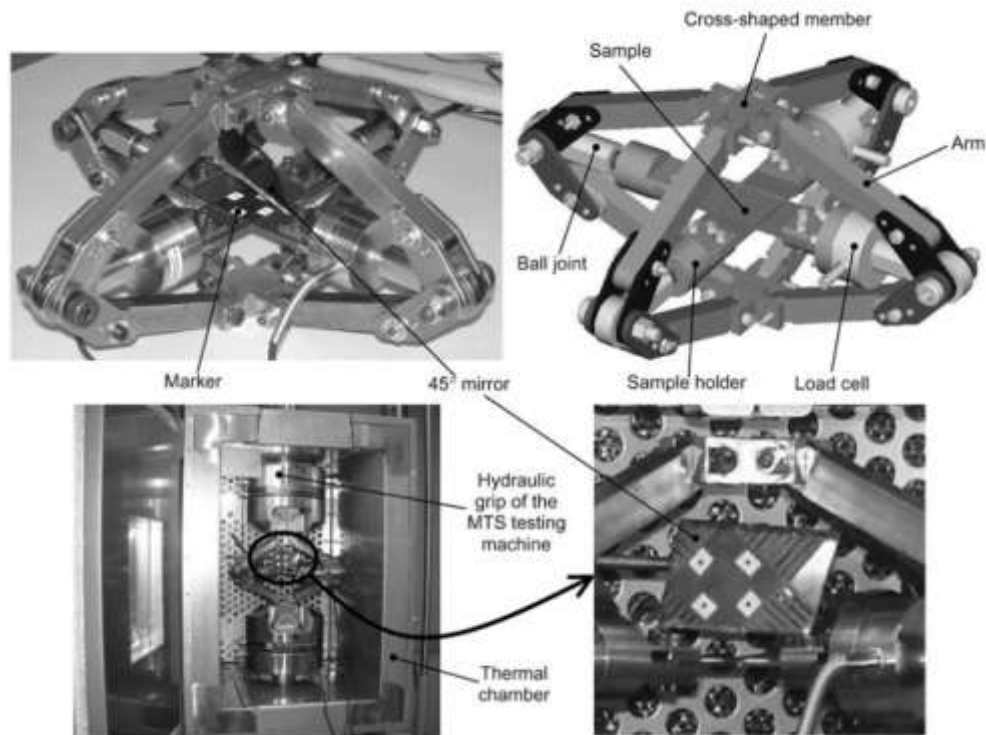 Cross-shaped member
Sample
Arm
Ball joint
Marker
45º mirror
Sample holder
Load cell
Hydraulic
grip of the
MTS testing
machine
Thermal
chamber